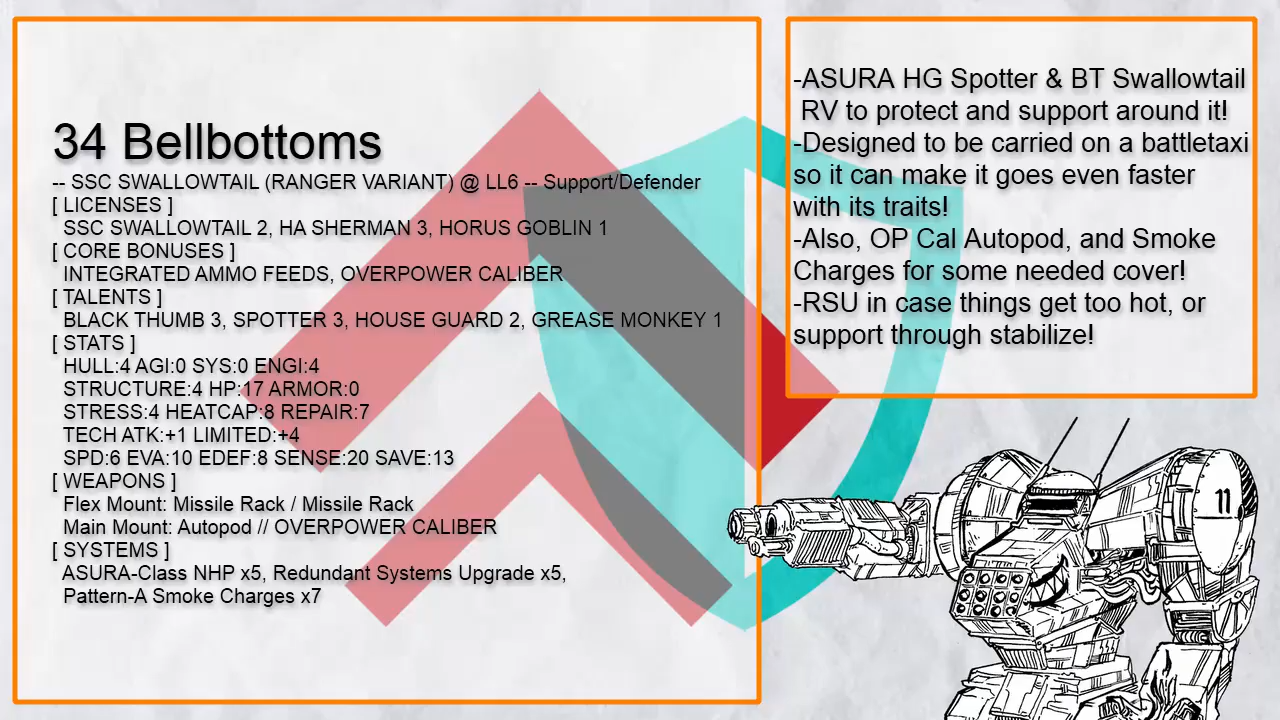 34 Bellbottoms
-- SSC SWALLOWTAIL (RANGER VARIANT) @ LL6 -- Support/Defender
[ LICENSES ]
SSC SWALLOWTAIL 2, HA SHERMAN 3, HORUS GOBLIN 1
[ CORE BONUSES ]
INTEGRATED AMMO FEEDS, OVERPOWER CALIBER
[ TALENTS ]
BLACK THUMB 3, SPOTTER 3, HOUSE GUARD 2, GREASE MONKEY 1
[ STATS ]
HULL:4 AGI:0 SYS:0 ENGI:4
STRUCTURE:4 HP:17 ARMOR:0
STRESS:4 HEATCAP:8 REPAIR:7
TECH ATK:+1 LIMITED:+4
SPD:6 EVA:10 EDEF:8 SENSE:20 SAVE:13
[ WEAPONS ]
Flex Mount: Missile Rack / Missile Rack
Main Mount: Autopod // OVERPOWER CALIBER
[ SYSTEMS ]
ASURA-Class NHP x5, Redundant Systems Upgrade x5,
Pattern-A Smoke Charges x7
-ASURA HG Spotter & BT Swallowtail
RV to protect and support around it!
-Designed to be carried on a battletaxi
so it can make it goes even faster
with its traits!
-Also, OP Cal Autopod, and Smoke
Charges for some needed cover!
-RSU in case things get too hot, or
support through stabilize!
11